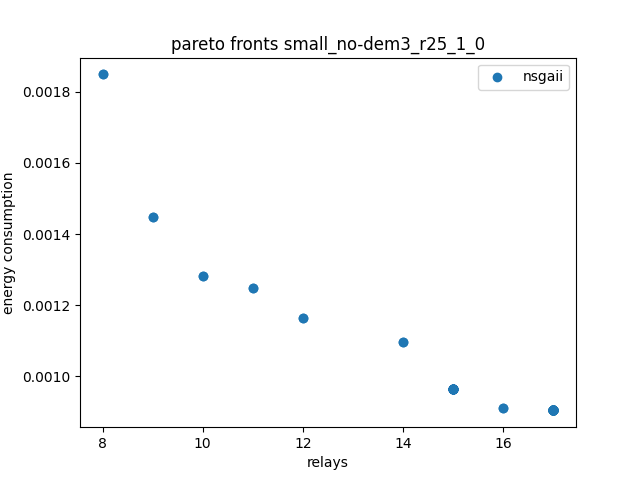 pareto fronts small_no-dem3_r25_1_0
nsgaii
0.0018
0.0016
0.0014
0.0012
0.0010
energy consumption
8
10
12
14
16
relays